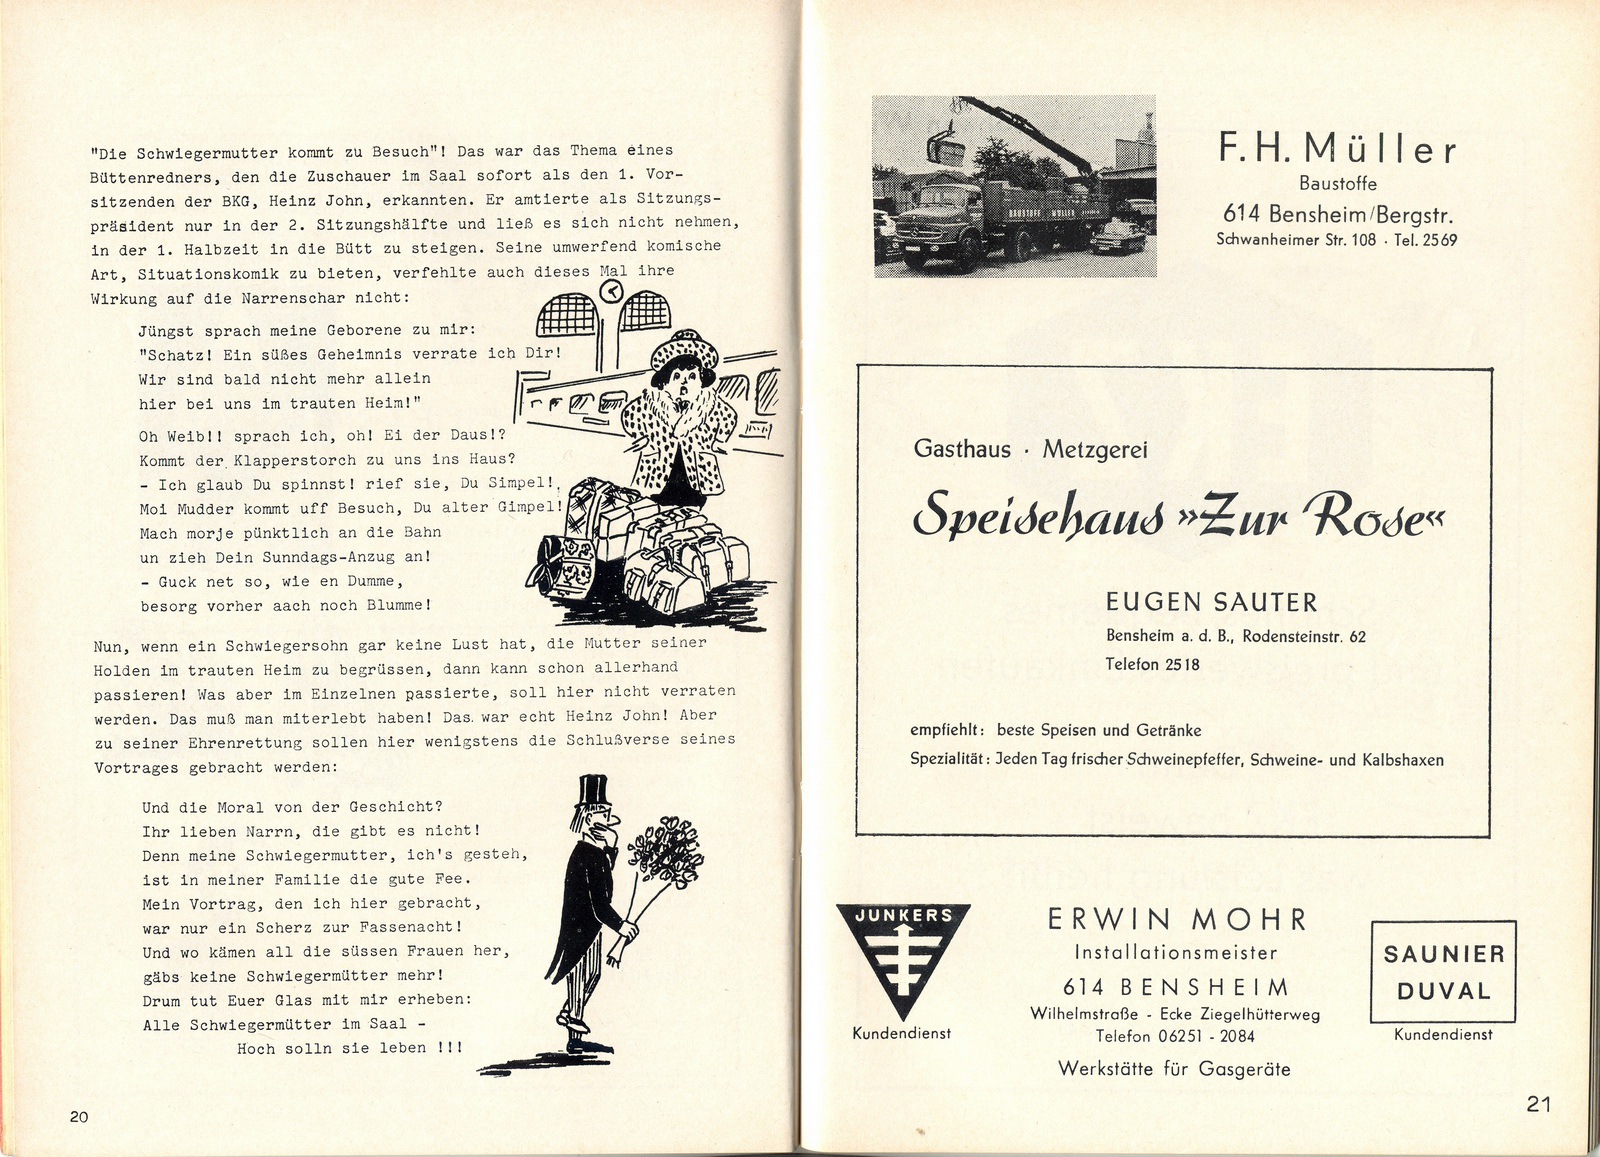 "Die Schwiegermutter kommt zu Besuch"! Das war das Thema eines
Büttenredners, den die Zuschauer im Saal sofort als den 1. Vor-
sitzenden der BKG, Heinz John, erkannten. Er amtierte als Sitzungs-
präsident nur in der 2. Sitzungshälfte und ließ es sich nicht nehmen,
in der 1. Halbzeit in die Bütt zu steigen. Seine umwerfend komische
Art, Situationskomik zu bieten, verfehlte auch dieses Mal ihre
Wirkung auf die Narrenschar nicht:
Jüngst sprach meine Geborene zu mir:
"Schatz! Ein süßes Geheimnis verrate ich Dir!
Wir sind bald nicht mehr allein
hier bei uns im trauten Heim!"
Oh Weib!! sprach ich, oh! Ei der Daus!?
Kommt der Klapperstorch zu uns ins Haus?
- Ich glaub Du spinnst! rief sie, Du Simpel!,
Moi Mudder kommt uff Besuch, Du alter Gimpel!
Mach morje pünktlich an die Bahn
un zieh Dein Sunndags-Anzug an!
- Guck net so, wie en Dumme,
besorg vorher aach noch Blumme!
Nun, wenn ein Schwiegersohn gar keine Lust hat, die Mutter seiner
Holden im trauten Heim zu begrüssen, dann kann schon allerhand
passieren! Was aber im Einzelnen passierte, soll hier nicht verraten
werden. Das muß man miterlebt haben! Das war echt Heinz John! Aber
zu seiner Ehrenrettung sollen hier wenigstens die Schlußverse seines
Vortrages gebracht werden:
Und die Moral von der Geschicht?
Ihr lieben Narrn, die gibt es nicht!
Denn meine Schwiegermutter, ich's gesteh,
ist in meiner Familie die gute Fee.
Mein Vortrag, den ich hier gebracht,
war nur ein Scherz zur Fassenacht!
Und wo kämen all die süssen Frauen her,
gäbs keine Schwiegermütter mehr!
Drum tut Euer Glas mit mir erheben:
Alle Schwiegermütter im Saal -
Hoch solln sie leben !!!
20
BAUSTOFF MÜLLER
F. H. Müller
Baustoffe
614 Bensheim/Bergstr.
Schwanheimer Str. 108 · Tel. 2569
Gasthaus · Metzgerei
Speisehaus »Zur Rose«
EUGEN SAUTER
Bensheim a. d. B., Rodensteinstr. 62
Telefon 2518
empfiehlt: beste Speisen und Getränke
Spezialität: Jeden Tag frischer Schweinepfeffer, Schweine- und Kalbshaxen
JUNKERS
Kundendienst
ERWIN MOHR
Installationsmeister
614 BENSHEIM
Wilhelmstraße - Ecke Ziegelhütterweg
Telefon 06251 - 2084
Werkstätte für Gasgeräte
SAUNIER
DUVAL
Kundendienst
21